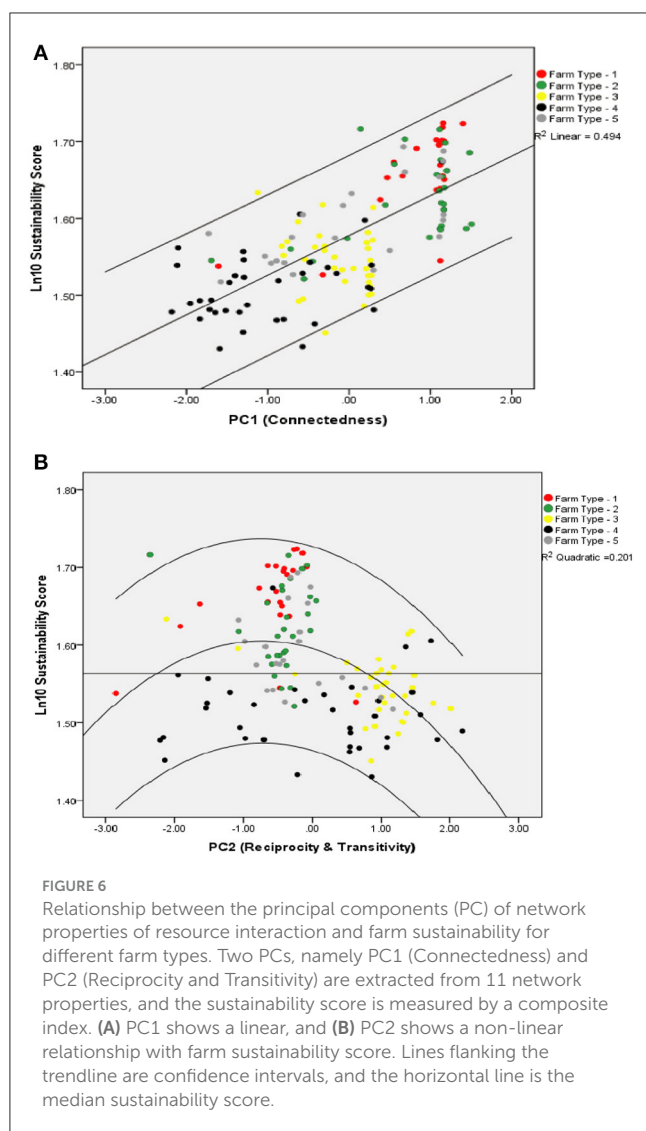 A
Ln10 Sustainability Score
1.80
1.70
1.60
1.50
1.40
-3.00 -2.00 -1.00 .00 1.00 2.00
PC1 (Connectedness)
Farm Type - 1
Farm Type - 2
Farm Type - 3
Farm Type - 4
Farm Type - 5
R² Linear = 0.494
B
Ln10 Sustainability Score
1.80
1.70
1.60
1.50
1.40
-3.00 -2.00 -1.00 .00 1.00 2.00 3.00
PC2 (Reciprocity & Transitivity)
Farm Type - 1
Farm Type - 2
Farm Type - 3
Farm Type - 4
Farm Type - 5
R² Quadratic =0.201
FIGURE 6
Relationship between the principal components (PC) of network
properties of resource interaction and farm sustainability for
different farm types. Two PCs, namely PC1 (Connectedness) and
PC2 (Reciprocity and Transitivity) are extracted from 11 network
properties, and the sustainability score is measured by a composite
index. (A) PC1 shows a linear, and (B) PC2 shows a non-linear
relationship with farm sustainability score. Lines flanking the
trendline are confidence intervals, and the horizontal line is the
median sustainability score.